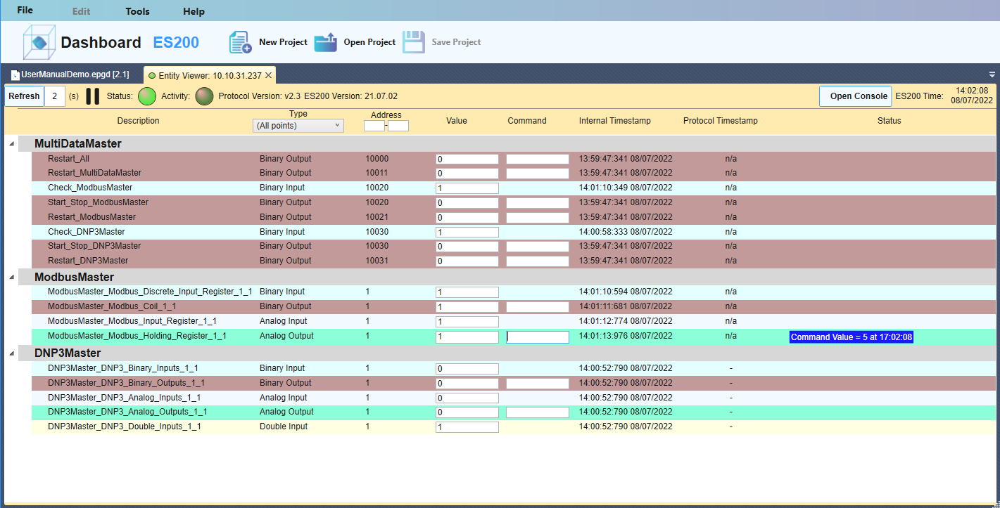 File Edit Tools Help
Dashboard ES200 New Project Open Project Save Project
UserManualDemo.epgd [2.1] Entity Viewer: 10.10.31.237
Refresh 2 (s) Status: Activity: Protocol Version: v2.3 ES200 Version: 21.07.02 Open Console ES200 Time: 14:02:08
08/07/2022
Description Type Address Value Command Internal Timestamp Protocol Timestamp Status
(All points) -
MultiDataMaster
Restart_All Binary Output 10000 0 13:59:47:341 08/07/2022 n/a
Restart_MultiDataMaster Binary Output 10011 0 13:59:47:341 08/07/2022 n/a
Check_ModbusMaster Binary Input 10020 1 14:01:10:349 08/07/2022 n/a
Start_Stop_ModbusMaster Binary Output 10020 0 13:59:47:341 08/07/2022 n/a
Restart_ModbusMaster Binary Output 10021 0 13:59:47:341 08/07/2022 n/a
Check_DNP3Master Binary Input 10030 1 14:00:58:333 08/07/2022 n/a
Start_Stop_DNP3Master Binary Output 10030 0 13:59:47:341 08/07/2022 n/a
Restart_DNP3Master Binary Output 10031 0 13:59:47:341 08/07/2022 n/a
ModbusMaster
ModbusMaster_Modbus_Discrete_Input_Register_1_1 Binary Input 1 1 14:01:10:594 08/07/2022 n/a
ModbusMaster_Modbus_Coil_1_1 Binary Output 1 1 14:01:11:681 08/07/2022 n/a
ModbusMaster_Modbus_Input_Register_1_1 Analog Input 1 1 14:01:12:774 08/07/2022 n/a
ModbusMaster_Modbus_Holding_Register_1_1 Analog Output 1 1 14:01:13:976 08/07/2022 n/a Command Value = 5 at 17:02:08
DNP3Master
DNP3Master_DNP3_Binary_Inputs_1_1 Binary Input 1 0 14:00:52:790 08/07/2022 -
DNP3Master_DNP3_Binary_Outputs_1_1 Binary Output 1 0 14:00:52:790 08/07/2022 -
DNP3Master_DNP3_Analog_Inputs_1_1 Analog Input 1 0 14:00:52:790 08/07/2022 -
DNP3Master_DNP3_Analog_Outputs_1_1 Analog Output 1 0 14:00:52:790 08/07/2022 -
DNP3Master_DNP3_Double_Inputs_1_1 Double Input 1 1 14:00:52:790 08/07/2022 -